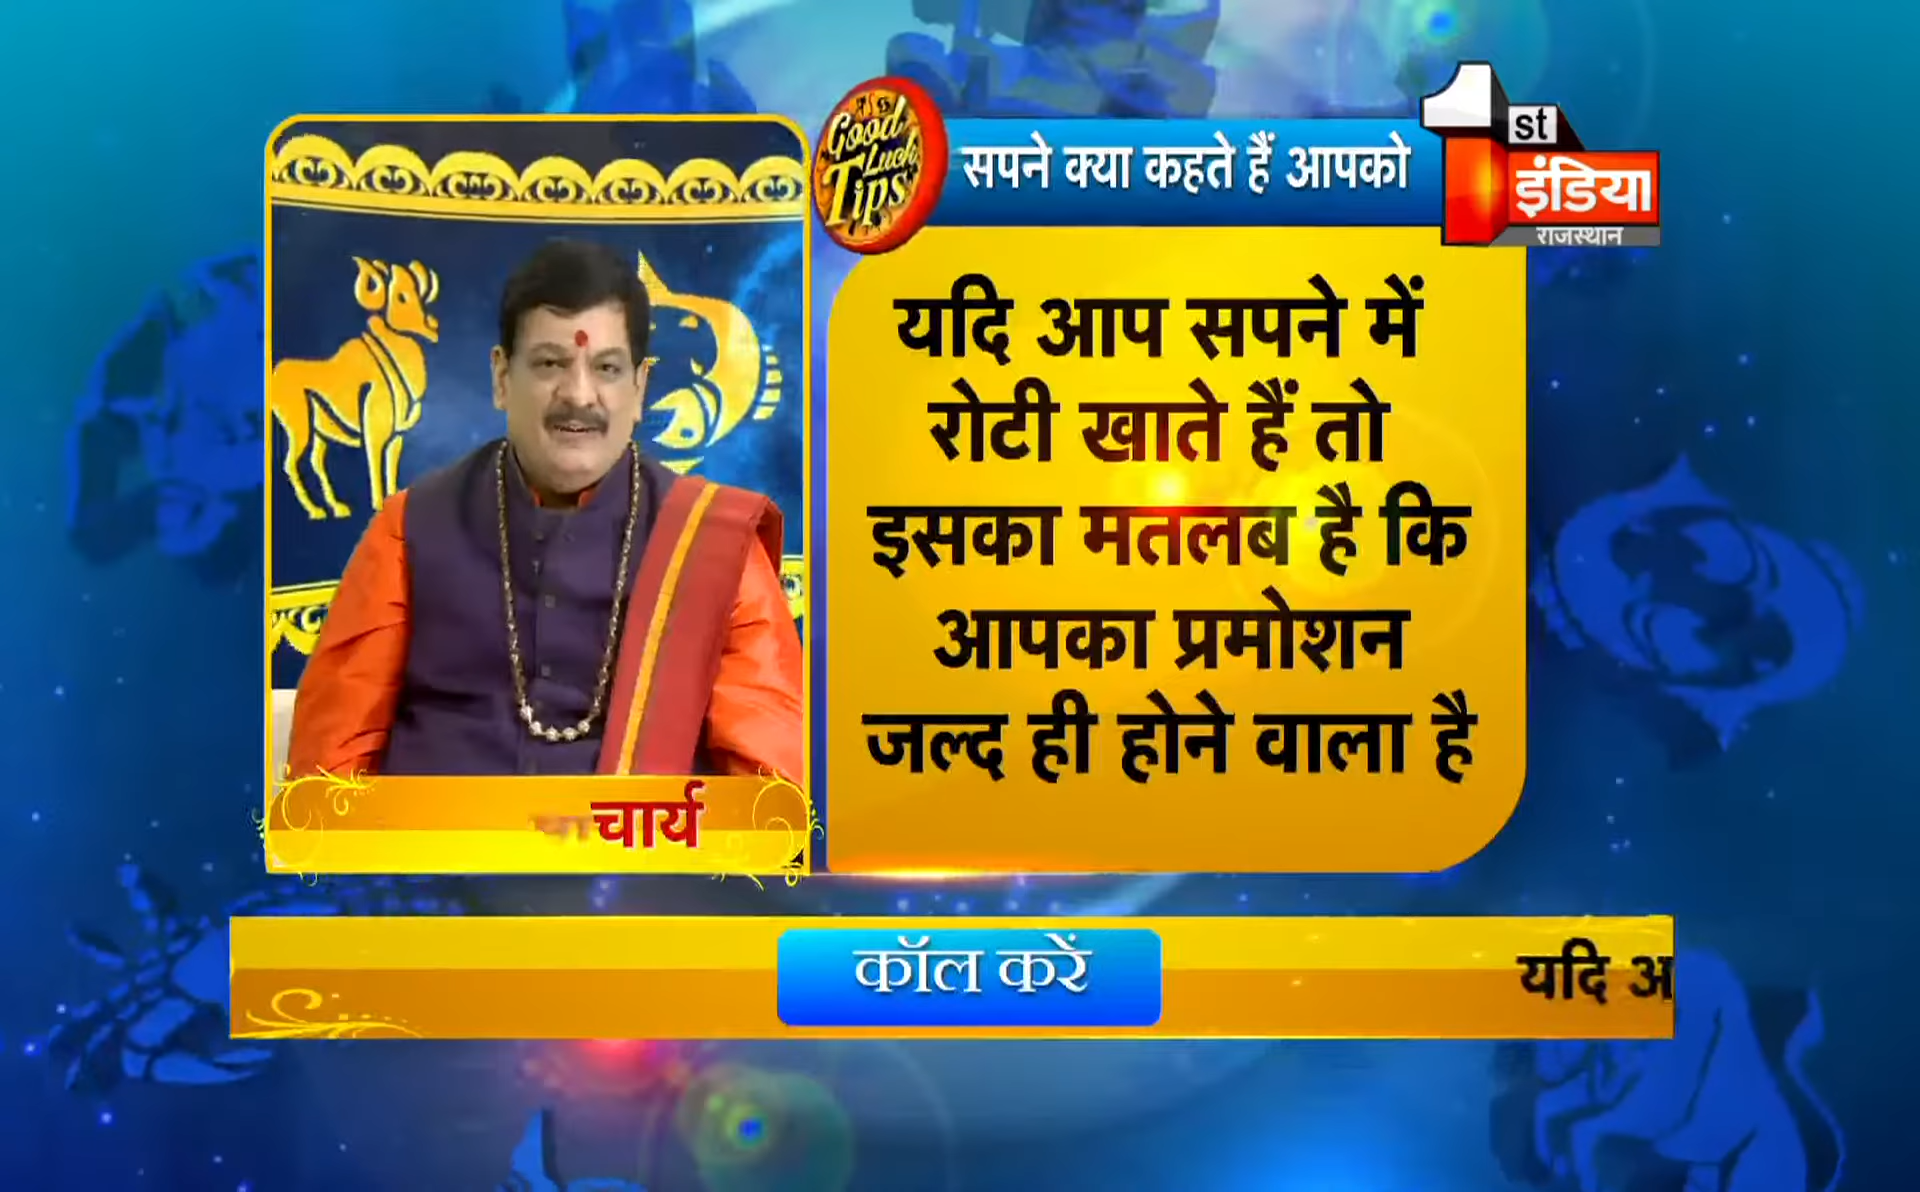 Good
Luck
Tips
सपने क्या कहते हैं आपको
1st
इंडिया
राजस्थान
यदि आप सपने में
रोटी खाते हैं तो
इसका मतलब है कि
आपका प्रमोशन
जल्द ही होने वाला है
चार्य
कॉल करें
यदि अ